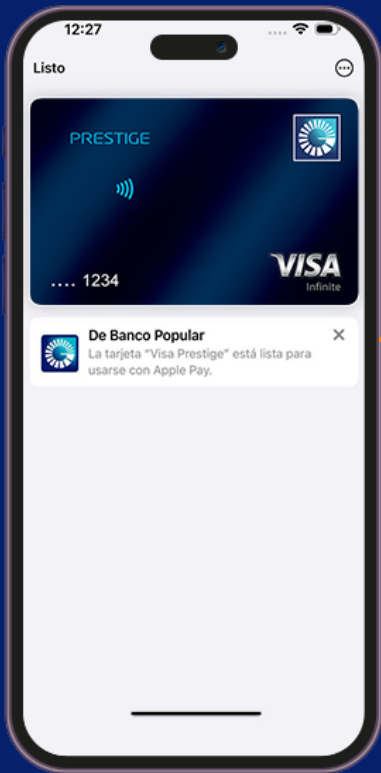 12:27
Listo
PRESTIGE
.... 1234
VISA
Infinite
De Banco Popular
La tarjeta “Visa Prestige” está lista para
usarse con Apple Pay.